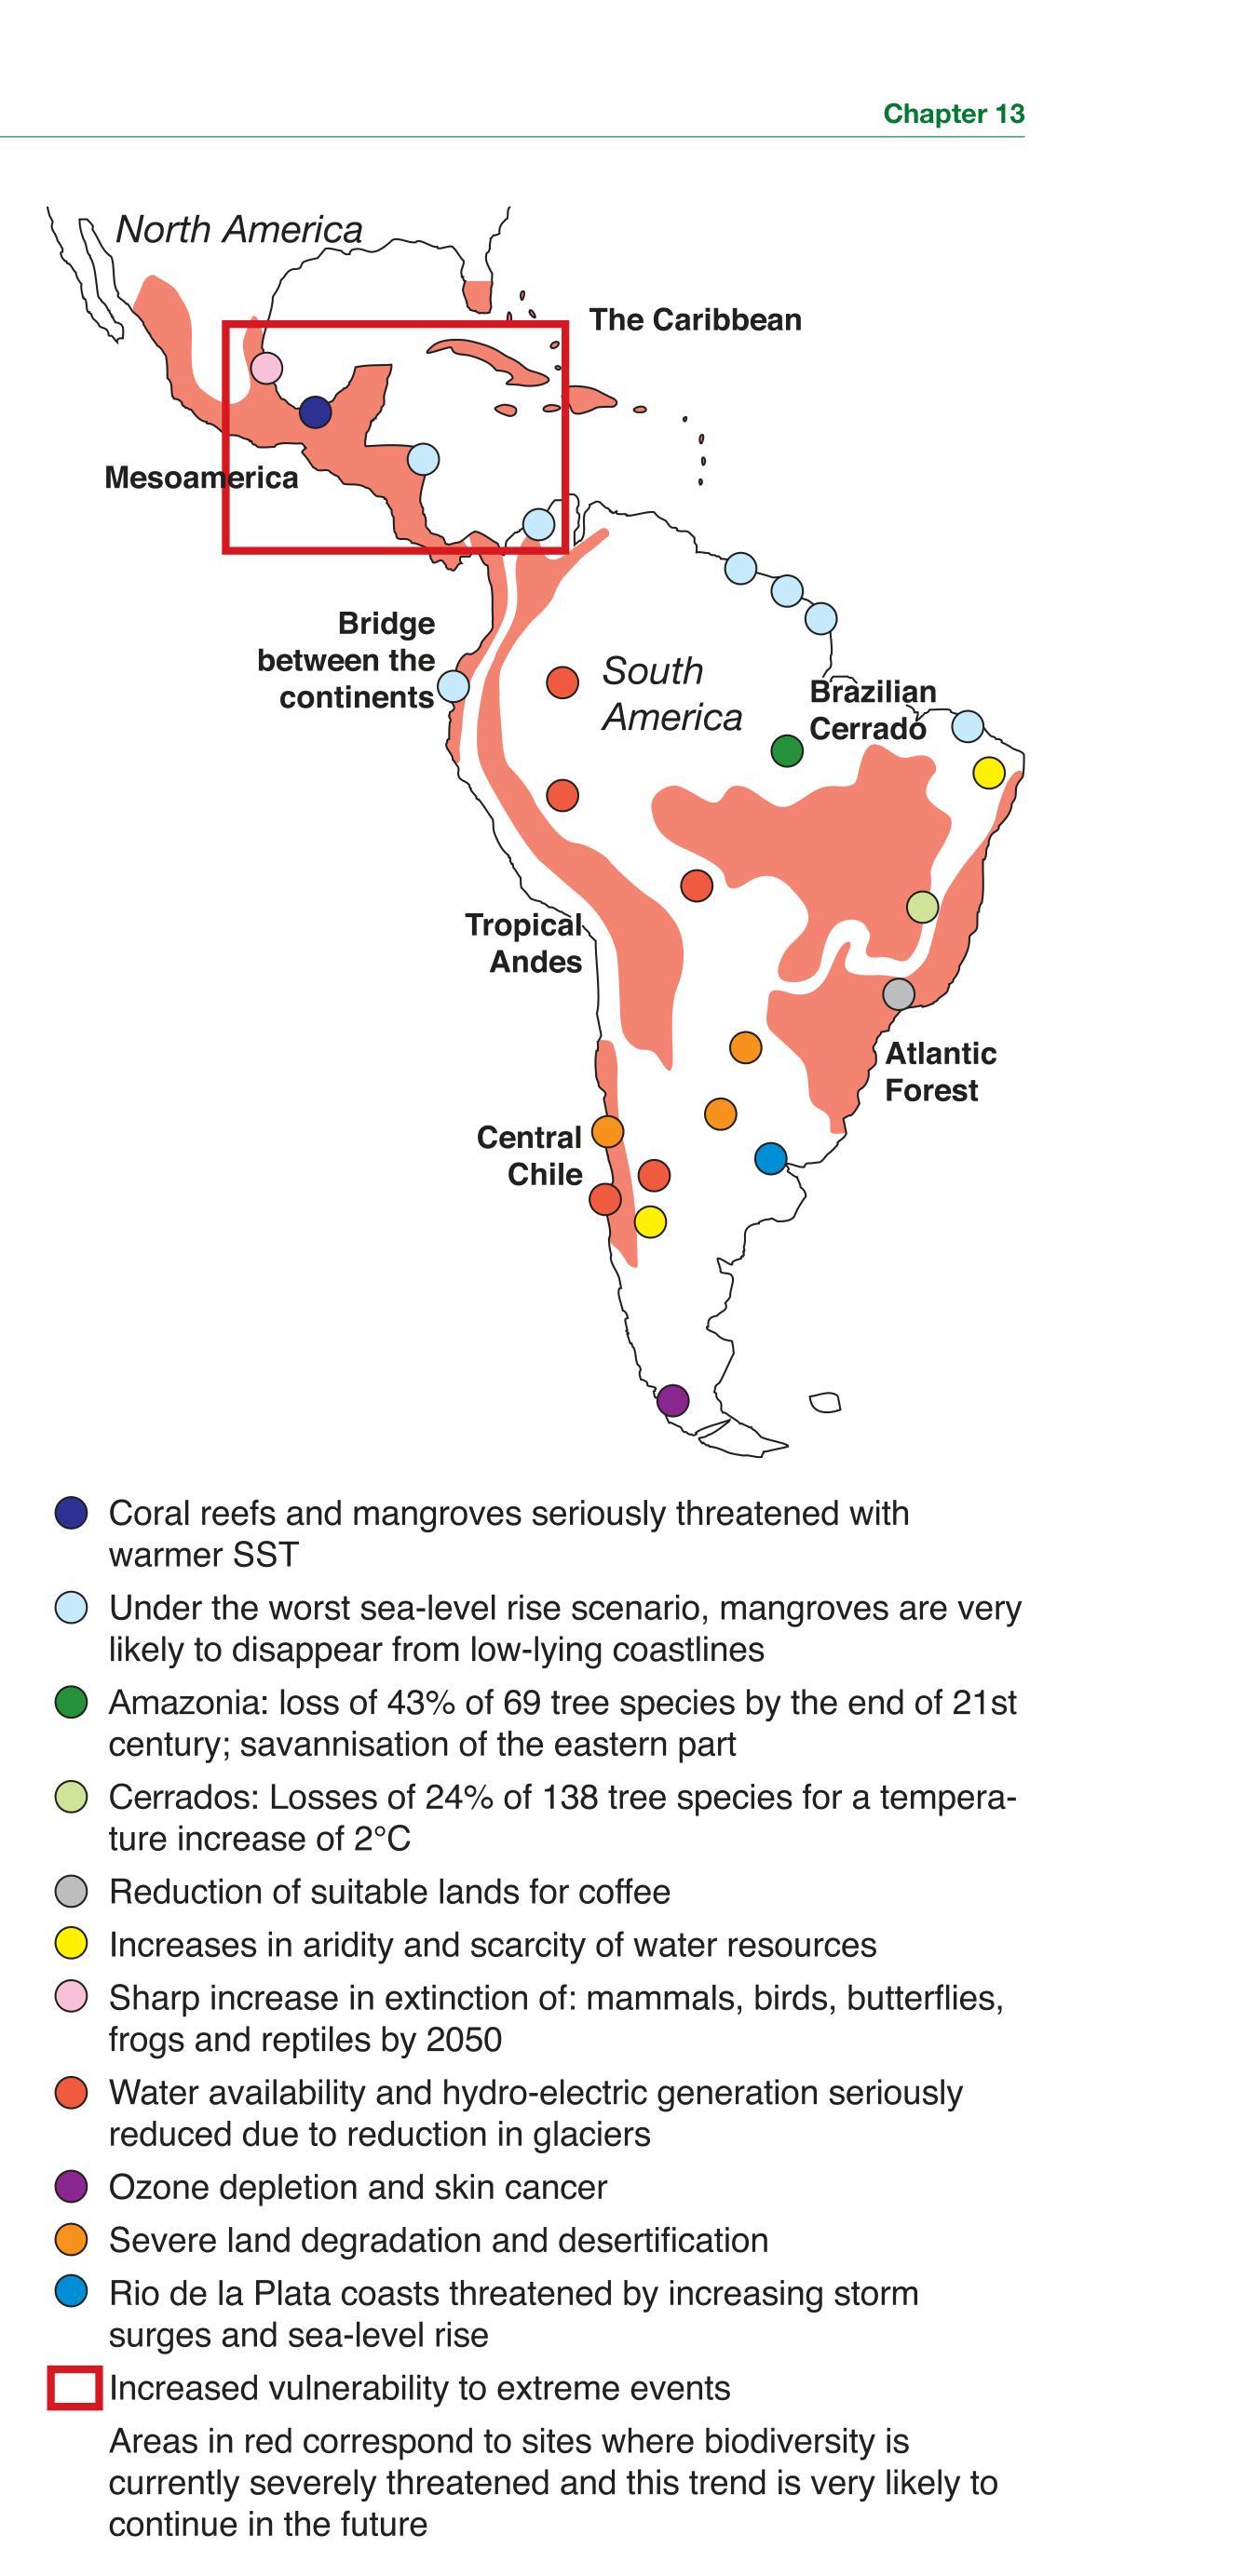 Chapter 13
North America
The Caribbean
Mesoamerica
Bridge
between the
continents
South
America
Brazilian
Cerrado
Tropical
Andes
Atlantic
Forest
Central
Chile
Coral reefs and mangroves seriously threatened with
warmer SST
Under the worst sea-level rise scenario, mangroves are very
likely to disappear from low-lying coastlines
Amazonia: loss of 43% of 69 tree species by the end of 21st
century; savannisation of the eastern part
Cerrados: Losses of 24% of 138 tree species for a tempera-
ture increase of 2°C
Reduction of suitable lands for coffee
Increases in aridity and scarcity of water resources
Sharp increase in extinction of: mammals, birds, butterflies,
frogs and reptiles by 2050
Water availability and hydro-electric generation seriously
reduced due to reduction in glaciers
Ozone depletion and skin cancer
Severe land degradation and desertification
Rio de la Plata coasts threatened by increasing storm
surges and sea-level rise
Increased vulnerability to extreme events
Areas in red correspond to sites where biodiversity is
currently severely threatened and this trend is very likely to
continue in the future